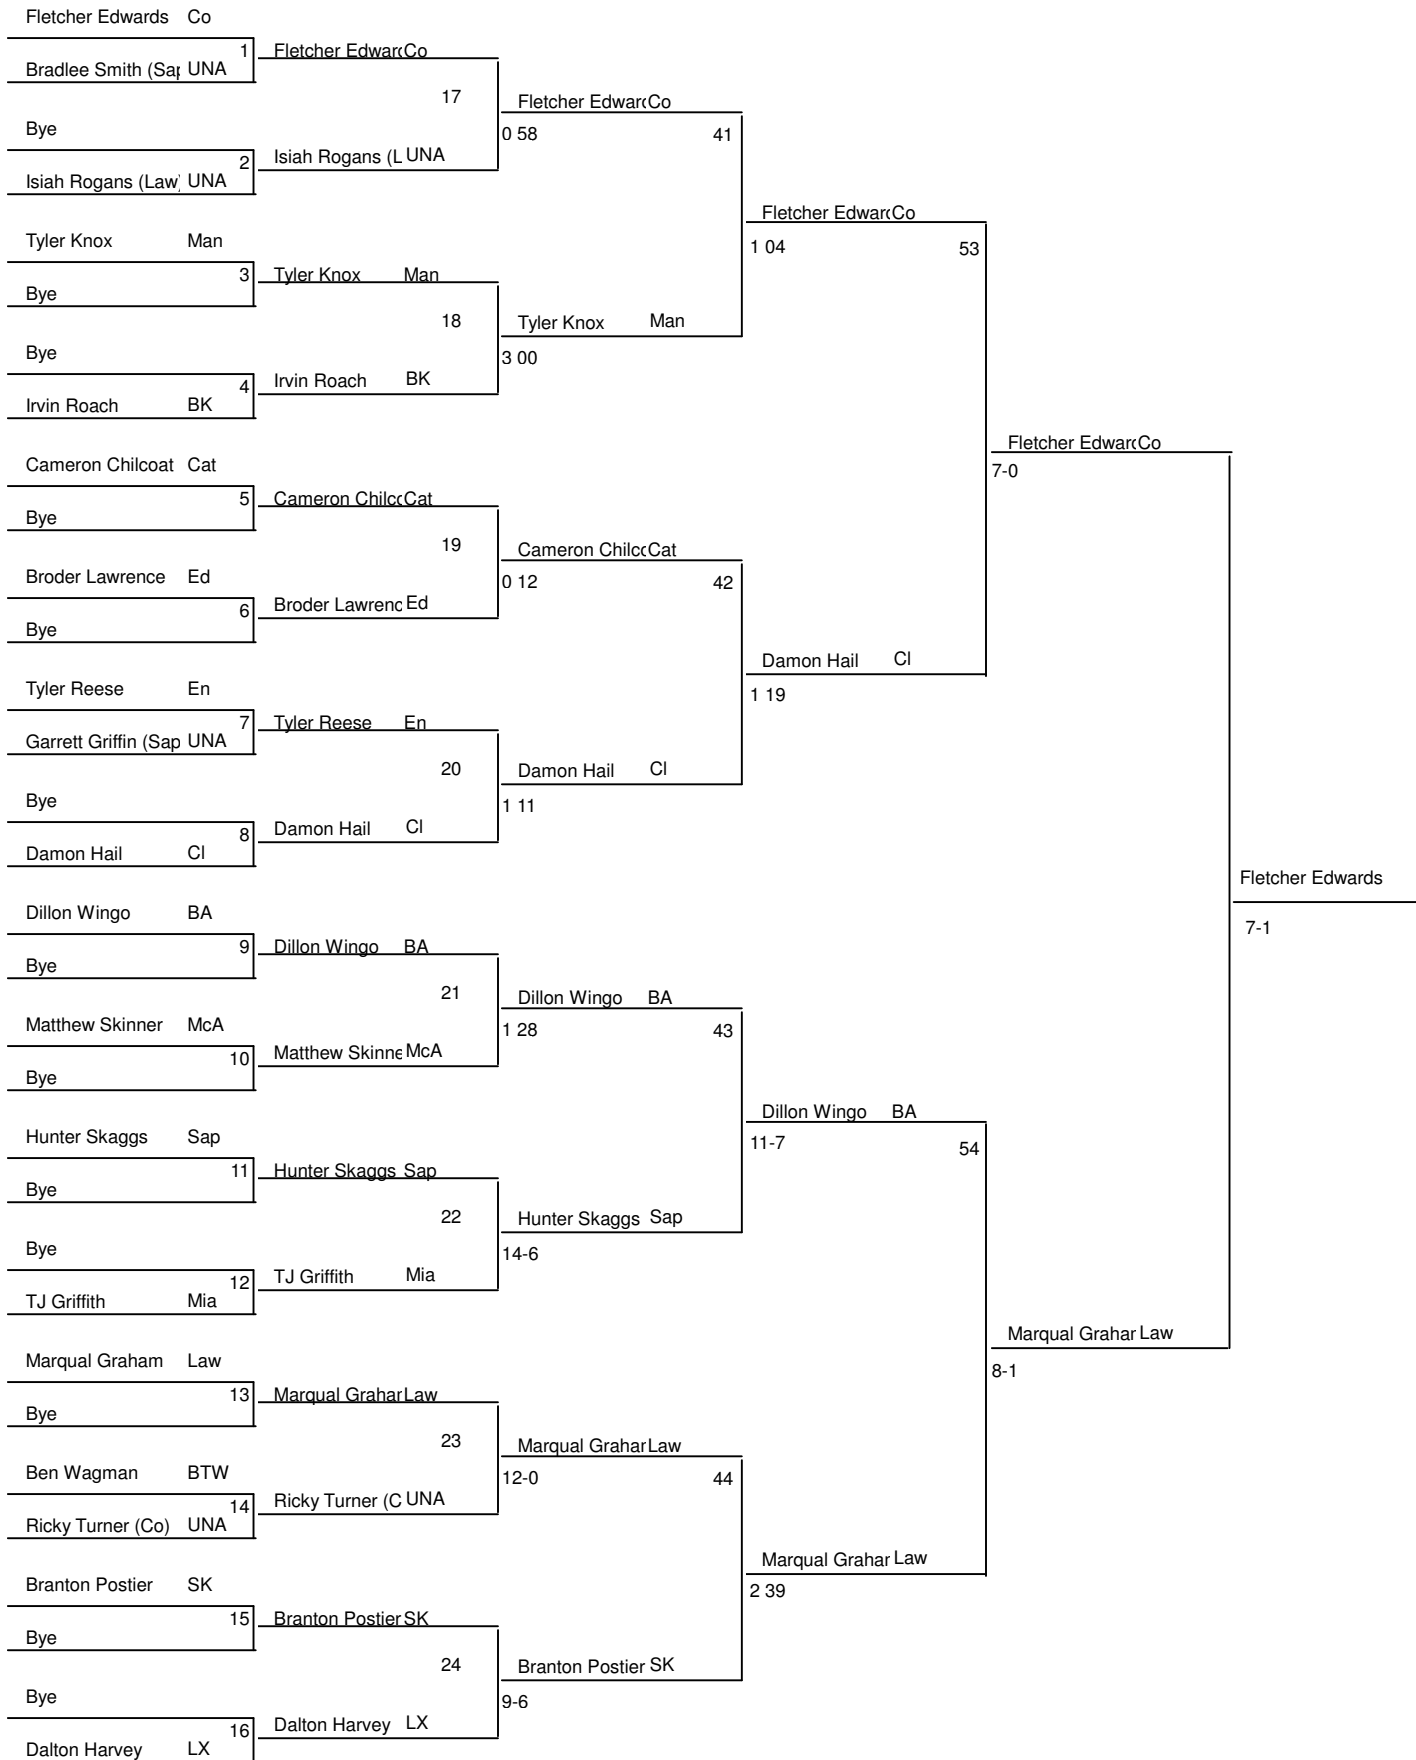 Fletcher Edwards Co
1
Bradlee Smith (Sap UNA
Bye
2
Isiah Rogans (Law) UNA
Tyler Knox Man
3
Bye
Bye
4
Irvin Roach BK
Cameron Chilcoat Cat
5
Bye
Broder Lawrence Ed
6
Bye
Tyler Reese En
7
Garrett Griffin (Sap UNA
Bye
8
Damon Hail Cl
Dillon Wingo BA
9
Bye
Matthew Skinner McA
10
Bye
Hunter Skaggs Sap
11
Bye
Bye
12
TJ Griffith Mia
Marqual Graham Law
13
Bye
Ben Wagman BTW
14
Ricky Turner (Co) UNA
Branton Postier SK
15
Bye
Bye
16
Dalton Harvey LX
Fletcher Edwar Co
17
Isiah Rogans (L UNA
Tyler Knox Man
18
Irvin Roach BK
Cameron Chilc Cat
19
Broder Lawrenc Ed
Tyler Reese En
20
Damon Hail Cl
Dillon Wingo BA
21
Matthew Skinne McA
Hunter Skaggs Sap
22
TJ Griffith Mia
Marqual Grahar Law
23
Ricky Turner (C UNA
Branton Postier SK
24
Dalton Harvey LX
Fletcher Edwar Co
0 58
41
Tyler Knox Man
3 00
Cameron Chilc Cat
0 12
42
Damon Hail Cl
1 11
Dillon Wingo BA
1 28
43
Hunter Skaggs Sap
14-6
Marqual Grahar Law
12-0
44
Branton Postier SK
9-6
Fletcher Edwar Co
1 04
53
Damon Hail Cl
1 19
Dillon Wingo BA
11-7
54
Marqual Grahar Law
2 39
Fletcher Edwar Co
7-0
Marqual Grahar Law
8-1
Fletcher Edwards
7-1